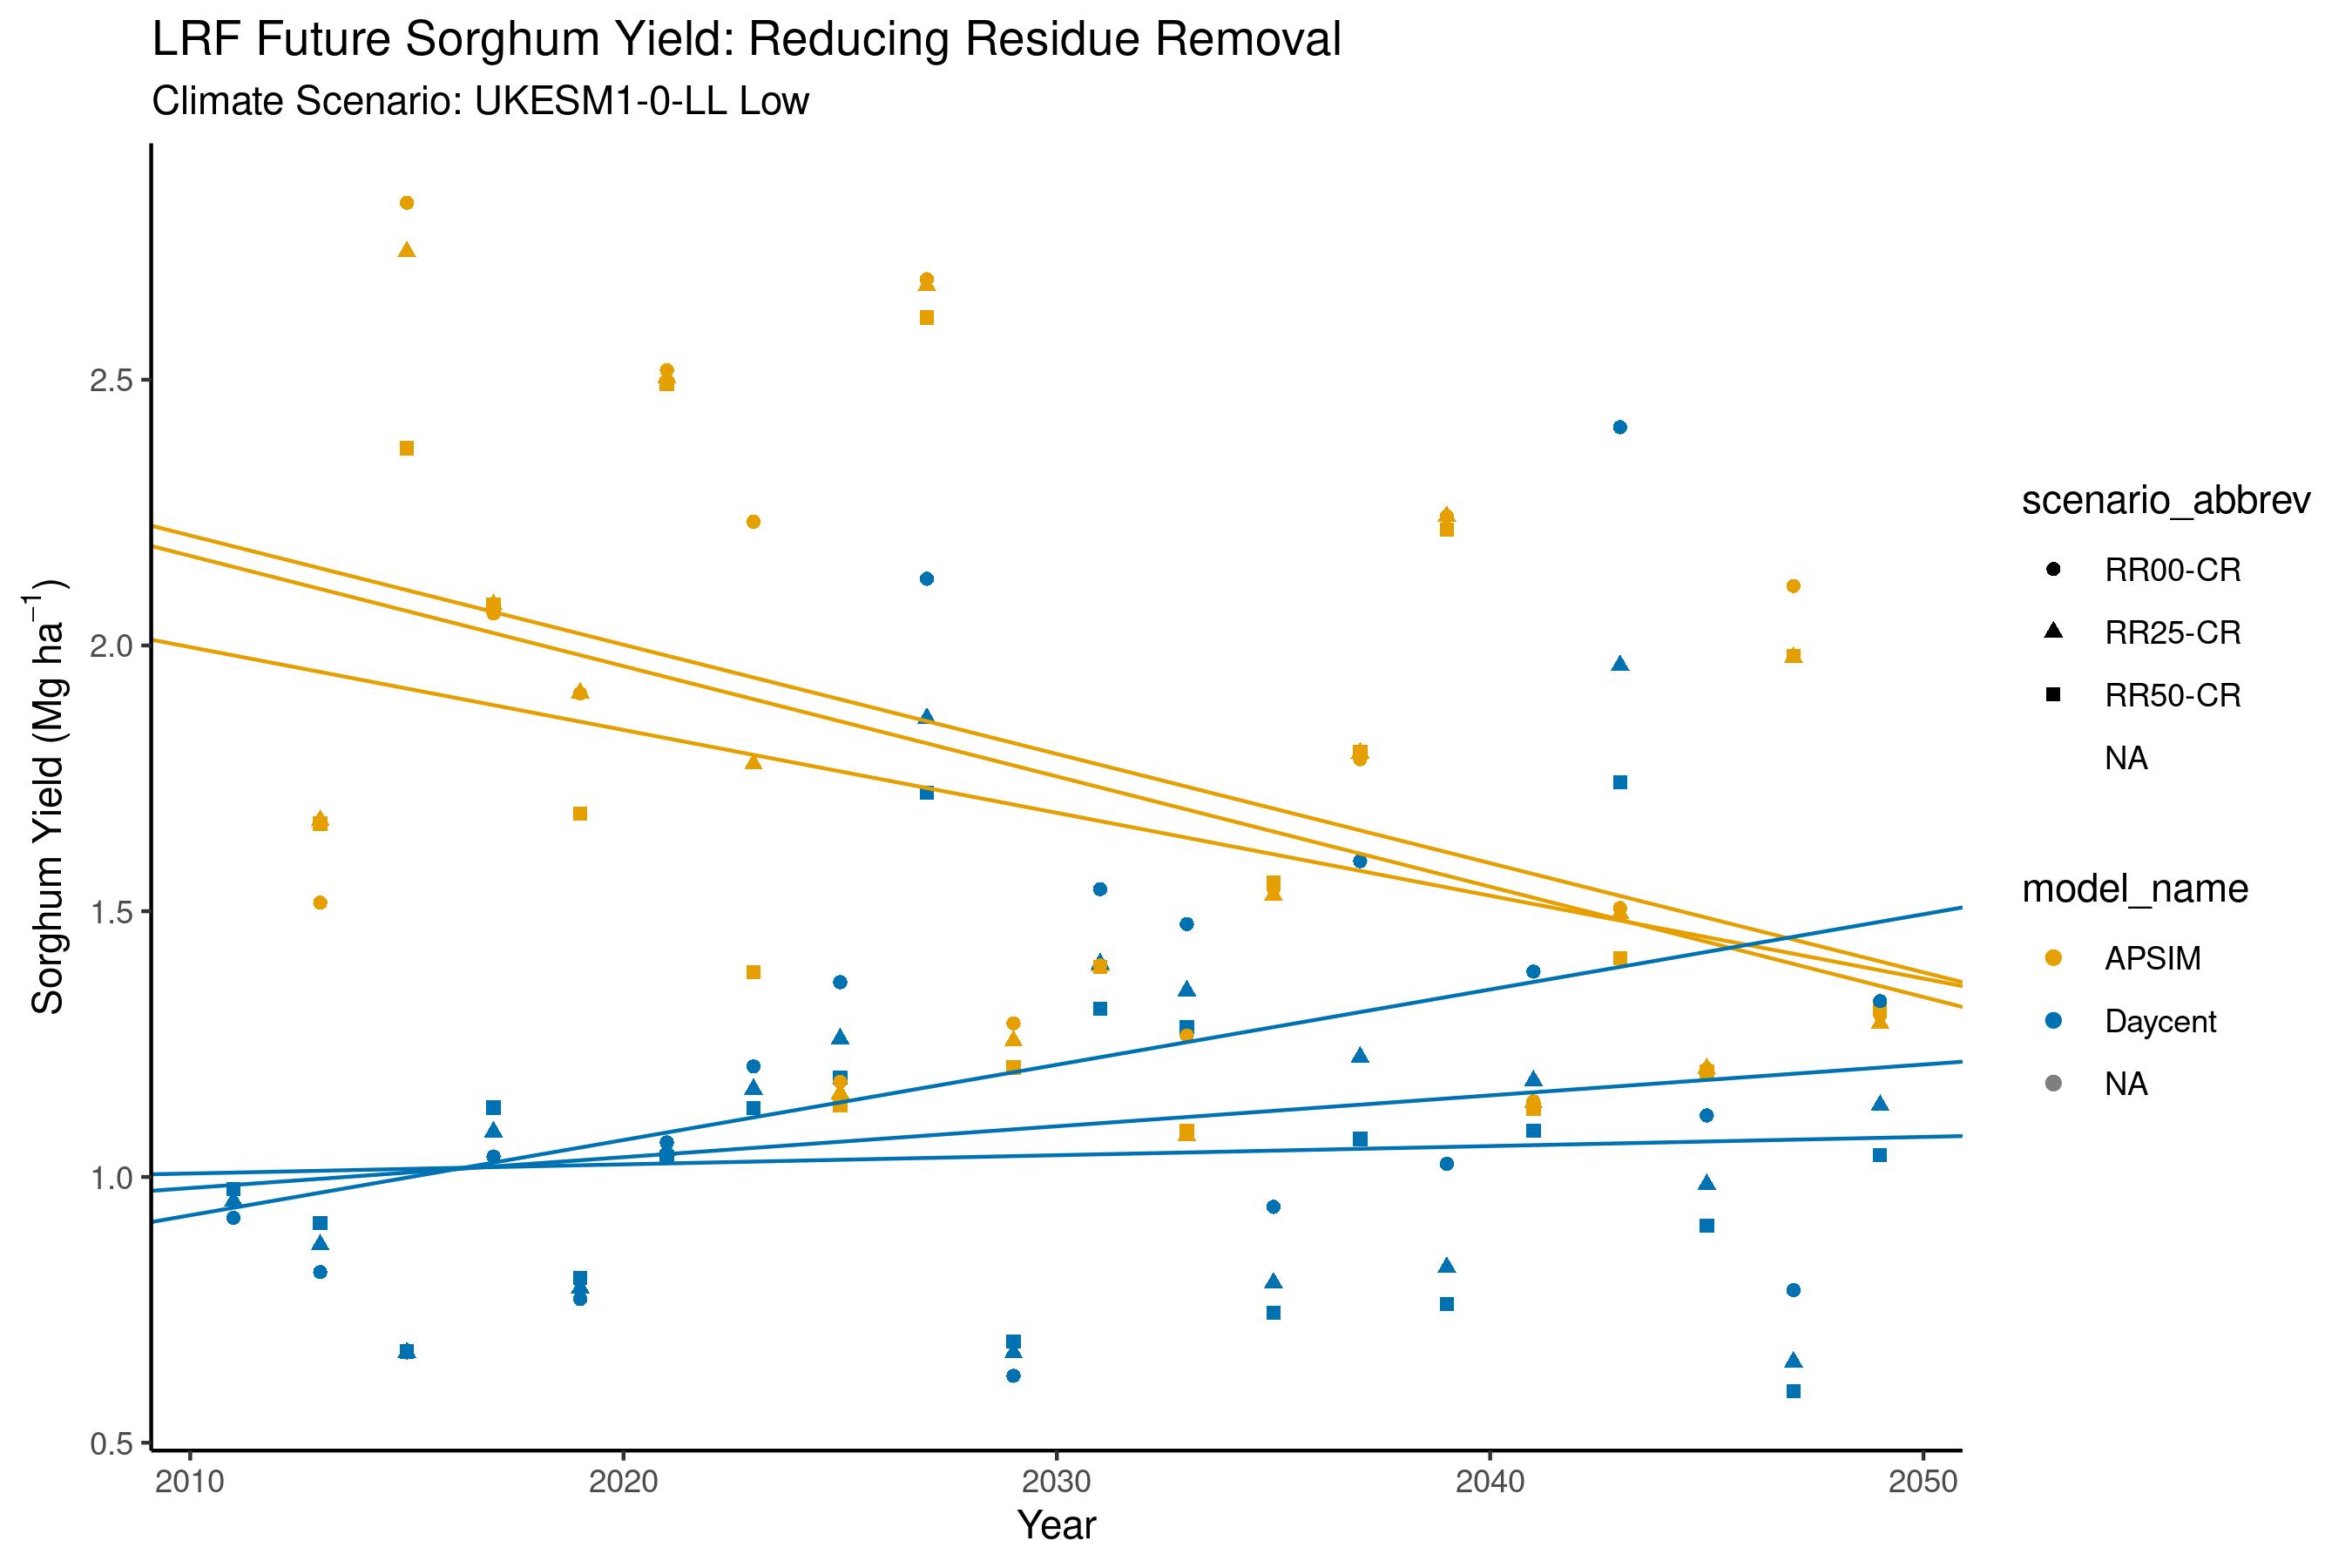 LRF Future Sorghum Yield: Reducing Residue Removal
Climate Scenario: UKESM1-0-LL Low
Sorghum Yield (Mg ha⁻¹)
2.5
2.0
1.5
1.0
0.5
2010
2020
2030
2040
2050
Year
scenario_abbrev
RR00-CR
RR25-CR
RR50-CR
NA
model_name
APSIM
Daycent
NA